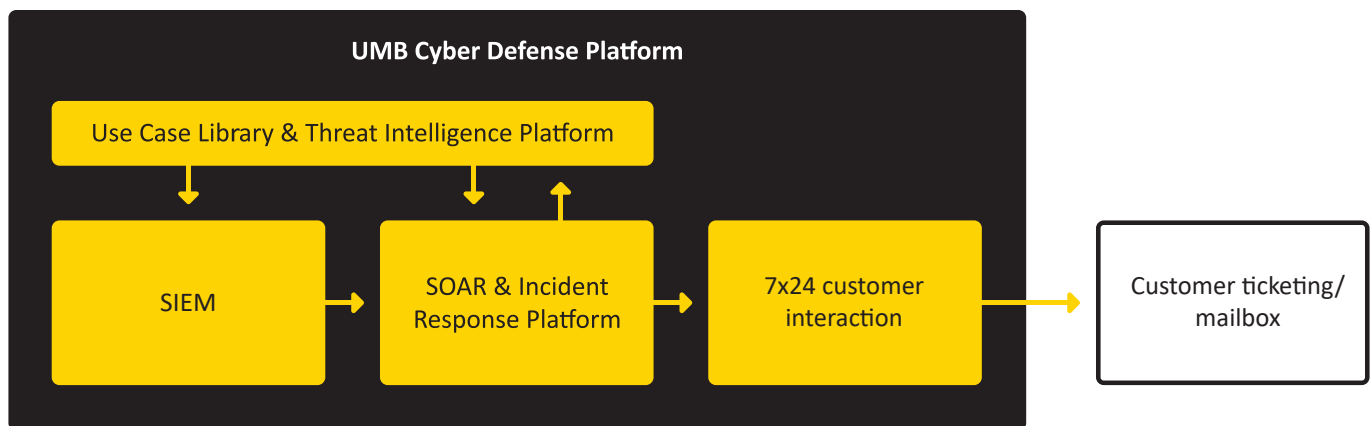 UMB Cyber Defense Platform
Use Case Library & Threat Intelligence Platform
SIEM
SOAR & Incident
Response Platform
7x24 customer
interaction
Customer ticketing/
mailbox